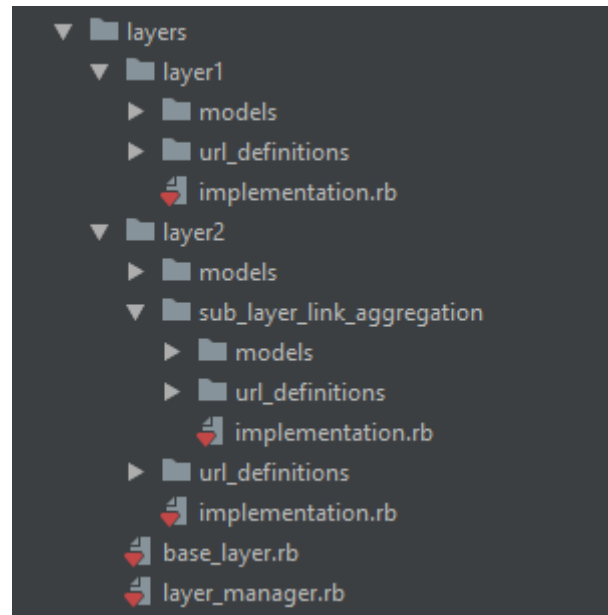 layers
layer1
models
url_definitions
implementation.rb
layer2
models
sub_layer_link_aggregation
models
url_definitions
implementation.rb
url_definitions
implementation.rb
base_layer.rb
layer_manager.rb